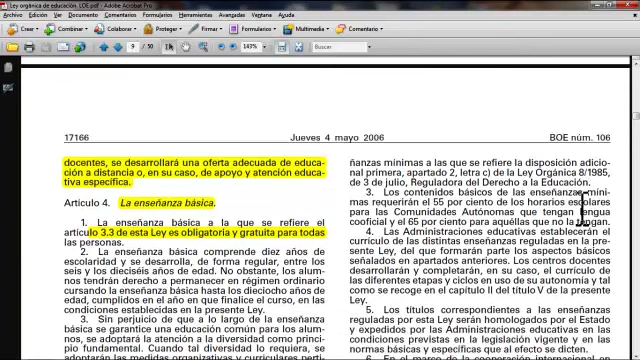 Ley orgánica de educación. LOE.pdf - Adobe Acrobat Pro
Archivo Edición Ver Documento Comentarios Formularios Herramientas Avanzadas Ventana Ayuda
Crear Combinar Colaborar Proteger Firmar Formularios Multimedia Comentario
9 / 50 143% Buscar
17166 Jueves 4 mayo 2006 BOE núm. 106
docentes, se desarrollará una oferta adecuada de educa-
ción a distancia o, en su caso, de apoyo y atención educa-
tiva específica.
Artículo 4. La enseñanza básica.
1. La enseñanza básica a la que se refiere el
artículo 3.3 de esta Ley es obligatoria y gratuita para todas
las personas.
2. La enseñanza básica comprende diez años de
escolaridad y se desarrolla, de forma regular, entre los
seis y los dieciséis años de edad. No obstante, los alum-
nos tendrán derecho a permanecer en régimen ordinario
cursando la enseñanza básica hasta los dieciocho años de
edad, cumplidos en el año en que finalice el curso, en las
condiciones establecidas en la presente Ley.
3. Sin perjuicio de que a lo largo de la enseñanza
básica se garantice una educación común para los alum-
nos, se adoptará la atención a la diversidad como princi-
pio fundamental. Cuando tal diversidad lo requiera, se
adoptarán las medidas organizativas y curriculares perti-
ñanzas mínimas a las que se refiere la disposición adicio-
nal primera, apartado 2, letra c) de la Ley Orgánica 8/1985,
de 3 de julio, Reguladora del Derecho a la Educación.
3. Los contenidos básicos de las enseñanzas míni-
mas requerirán el 55 por ciento de los horarios escolares
para las Comunidades Autónomas que tengan lengua
cooficial y el 65 por ciento para aquéllas que no la tengan.
4. Las Administraciones educativas establecerán el
currículo de las distintas enseñanzas reguladas en la pre-
sente Ley, del que formarán parte los aspectos básicos
señalados en apartados anteriores. Los centros docentes
desarrollarán y completarán, en su caso, el currículo de
las diferentes etapas y ciclos en uso de su autonomía y tal
como se recoge en el capítulo II del título V de la presente
Ley.
5. Los títulos correspondientes a las enseñanzas
reguladas por esta Ley serán homologados por el Estado
y expedidos por las Administraciones educativas en las
condiciones previstas en la legislación vigente y en las
normas básicas y específicas que al efecto se dicten.
6. En el marco de la cooperación internacional en